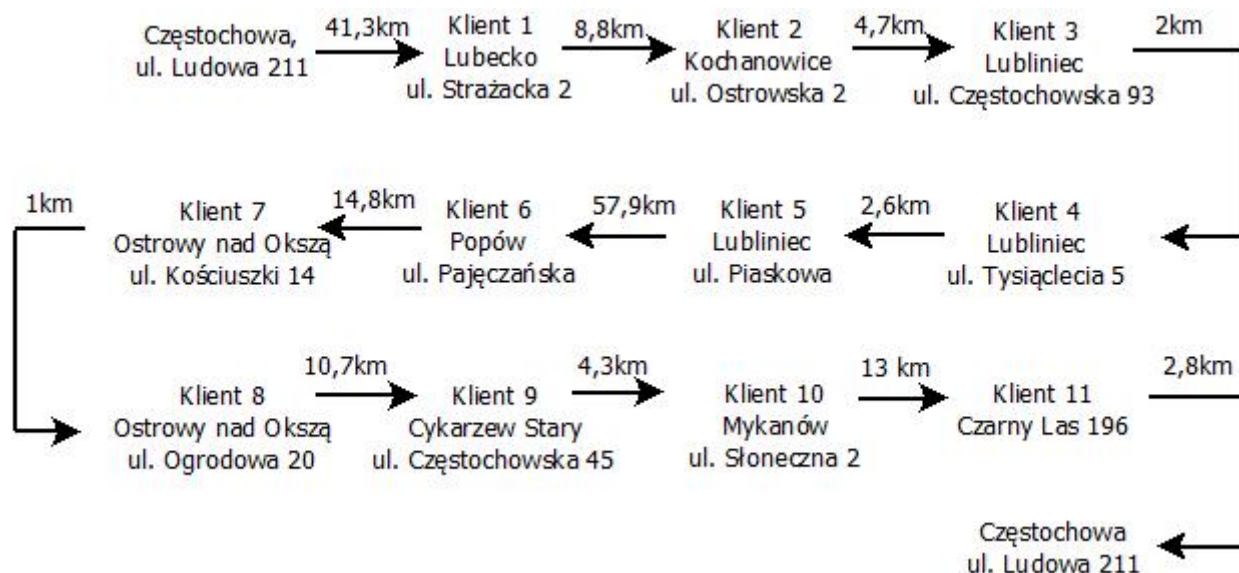 Częstochowa,
ul. Ludowa 211
41,3km
Klient 1
Lubecko
ul. Strażacka 2
8,8km
Klient 2
Kochanowice
ul. Ostrowska 2
4,7km
Klient 3
Lubliniec
ul. Częstochowska 93
2km
Klient 4
Lubliniec
ul. Tysiąclecia 5
2,6km
Klient 5
Lubliniec
ul. Piaskowa
57,9km
Klient 6
Popów
ul. Pajęczańska
14,8km
Klient 7
Ostrowy nad Okszą
ul. Kościuszki 14
1km
Klient 8
Ostrowy nad Okszą
ul. Ogrodowa 20
10,7km
Klient 9
Cykarzew Stary
ul. Częstochowska 45
4,3km
Klient 10
Mykanów
ul. Słoneczna 2
13 km
Klient 11
Czarny Las 196
2,8km
Częstochowa
ul. Ludowa 211